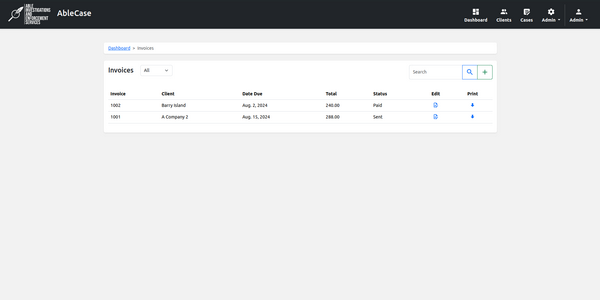 ABLE
INVESTIGATIONS
AND
ENFORCEMENT
SERVICES
AbleCase
Dashboard Clients Cases Admin Admin
Dashboard > Invoices
Invoices All Search
Invoice Client Date Due Total Status Edit Print
1002 Barry Island Aug. 2, 2024 240.00 Paid
1001 A Company 2 Aug. 15, 2024 288.00 Sent